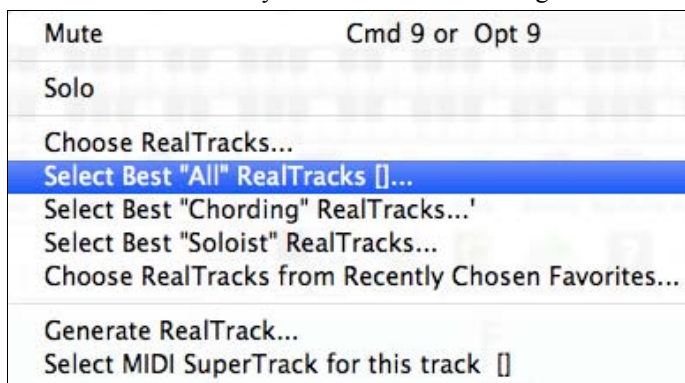 Mute Cmd 9 or Opt 9
Solo
Choose RealTracks...
Select Best "All" RealTracks []...
Select Best "Chording" RealTracks...'
Select Best "Soloist" RealTracks...
Choose RealTracks from Recently Chosen Favorites...
Generate RealTrack...
Select MIDI SuperTrack for this track []